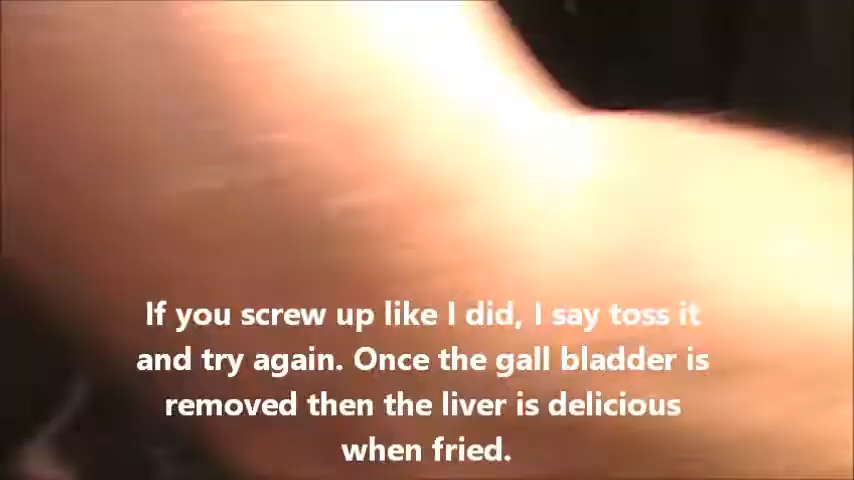 If you screw up like I did, I say toss it
and try again. Once the gall bladder is
removed then the liver is delicious
when fried.